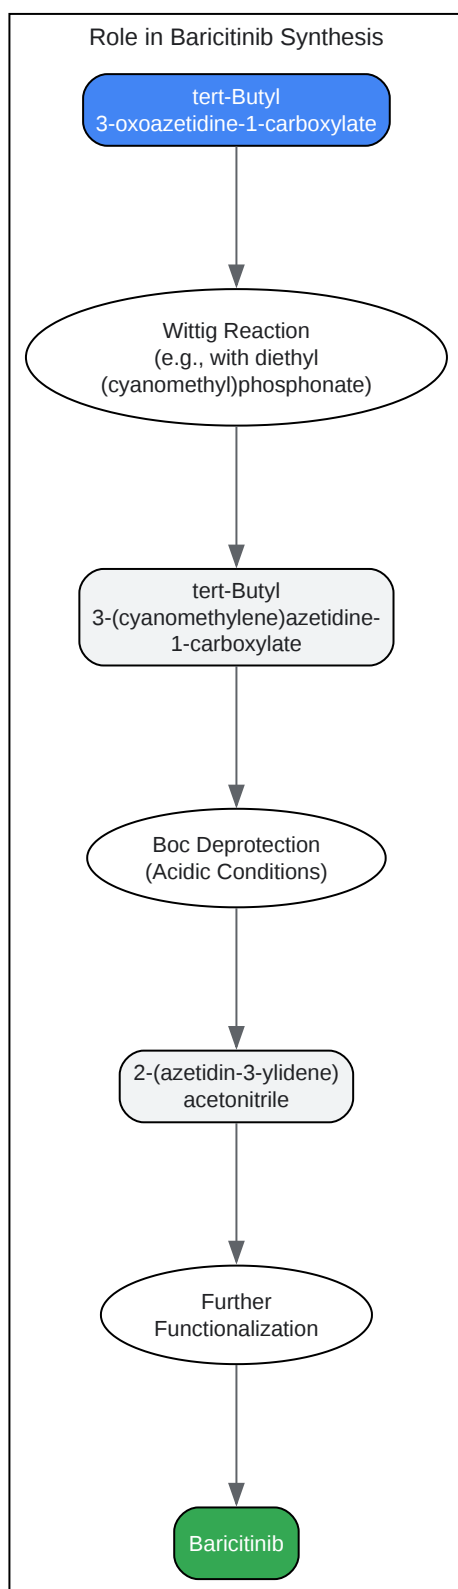 Role in Baricitinib Synthesis
tert-Butyl
3-oxoazetidine-1-carboxylate
Wittig Reaction
(e.g., with diethyl
(cyanomethyl)phosphonate)
tert-Butyl
3-(cyanomethylene)azetidine-
1-carboxylate
Boc Deprotection
(Acidic Conditions)
2-(azetidin-3-ylidene)
acetonitrile
Further
Functionalization
Baricitinib